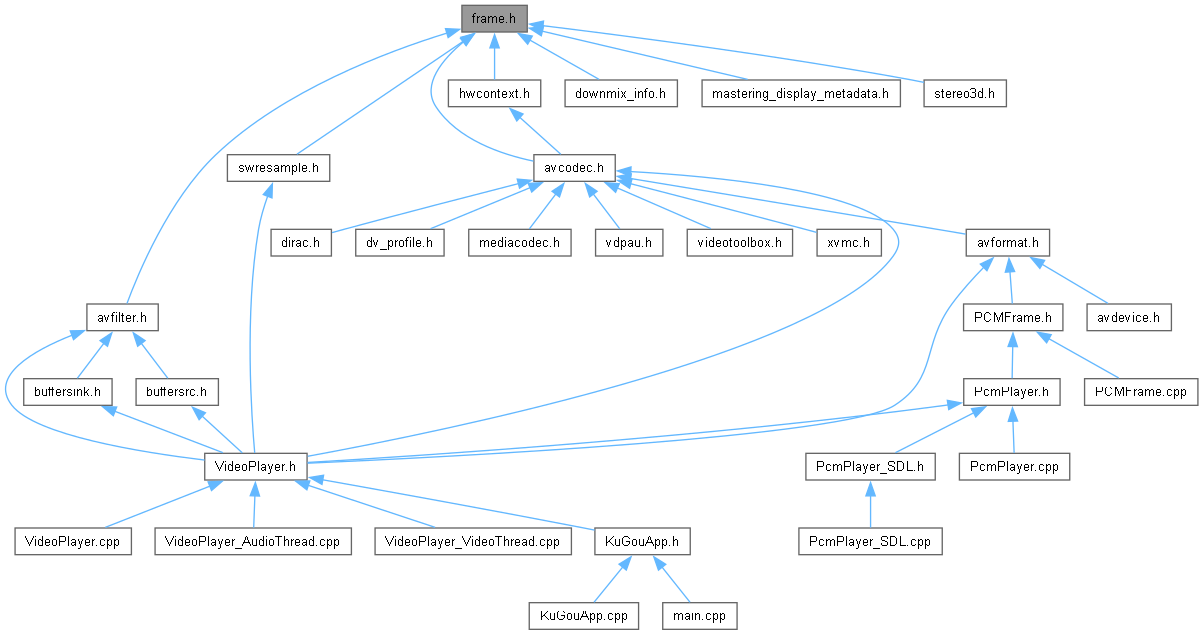 frame.h
hwcontext.h
downmix_info.h
mastering_display_metadata.h
stereo3d.h
swresample.h
avcodec.h
dirac.h
dv_profile.h
mediacodec.h
vdpau.h
videotoolbox.h
xvmc.h
avformat.h
avfilter.h
PCMFrame.h
avdevice.h
buffersink.h
buffersrc.h
PcmPlayer.h
PCMFrame.cpp
VideoPlayer.h
PcmPlayer_SDL.h
PcmPlayer.cpp
VideoPlayer.cpp
VideoPlayer_AudioThread.cpp
VideoPlayer_VideoThread.cpp
KuGouApp.h
PcmPlayer_SDL.cpp
KuGouApp.cpp
main.cpp